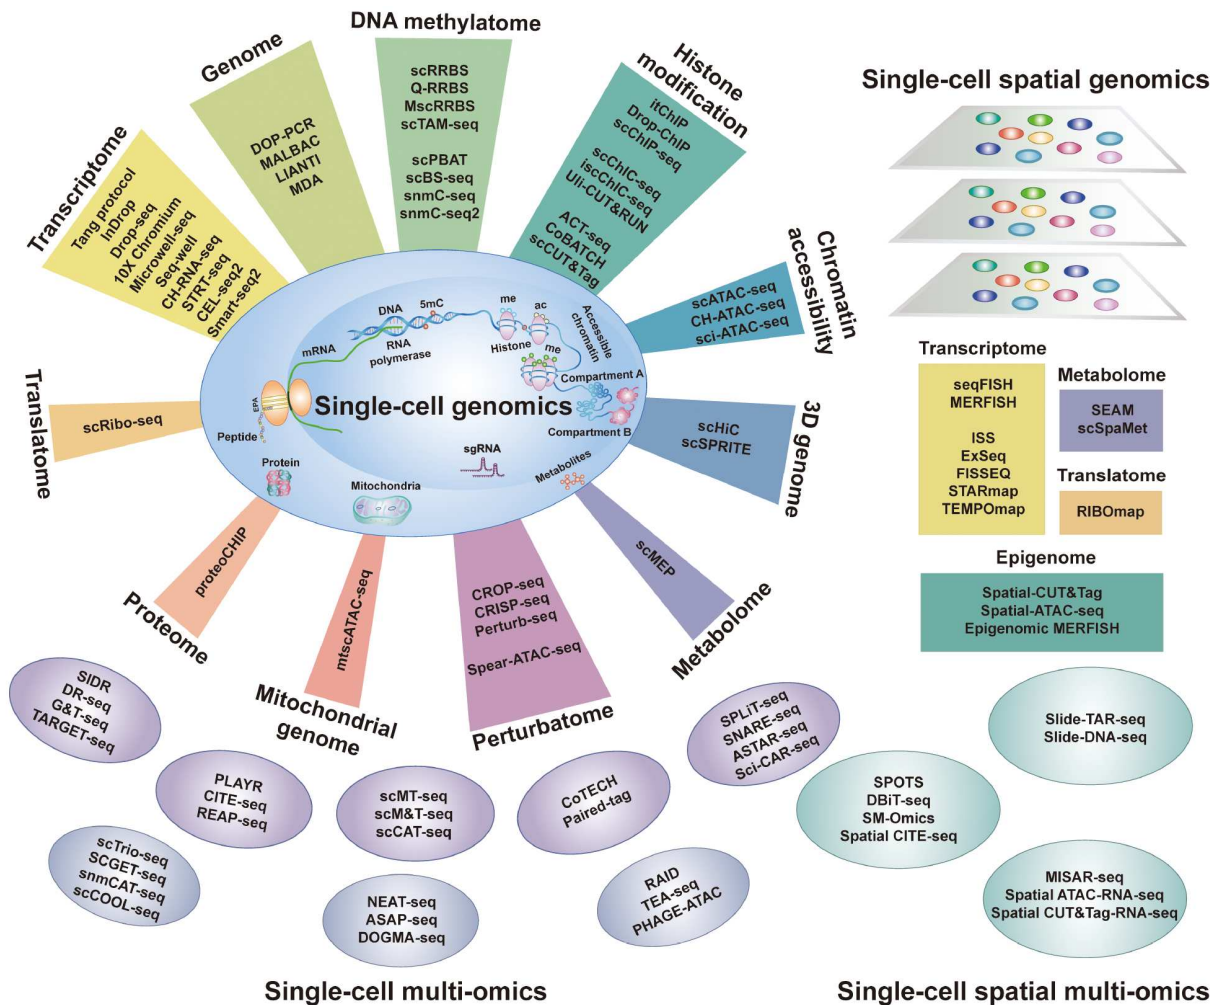 DNA methylatome
scRRBS
Q-RRBS
MscRRBS
scTAM-seq
scPBAT
scBS-seq
snmC-seq
snmC-seq2
Genome
DOP-PCR
MALBAC
LIANTI
MDA
Transcriptome
Tang protocol
InDrop
Drop-seq
10X Chromium
Microwell-seq
Seq-well
CH-RNA-seq
STRT-seq
CEL-seq2
Smart-seq2
Histone
modification
itChIP
Drop-ChIP
scChIP-seq
scChIC-seq
iscChIC-seq
Uli-CUT&RUN
ACT-seq
CoBATCH
scCUT&Tag
Chromatin
accessibility
scATAC-seq
CH-ATAC-seq
sci-ATAC-seq
3D genome
scHiC
scSPRITE
Translatome
scRibo-seq
Single-cell genomics
DNA
5mC
me
ac
Accessible
chromatin
mRNA
RNA
polymerase
Histone
me
Compartment A
Compartment B
EPA
Peptide
Protein
Mitochondria
sgRNA
Metabolites
Proteome
proteoCHIP
Mitochondrial
genome
mtscATAC-seq
Perturbatome
CROP-seq
CRISP-seq
Perturb-seq
Spear-ATAC-seq
Metabolome
scMEP
Single-cell spatial genomics
Transcriptome
seqFISH
MERFISH
ISS
ExSeq
FISSEQ
STARmap
TEMPOmap
Metabolome
SEAM
scSpaMet
Translatome
RIBOmap
Epigenome
Spatial-CUT&Tag
Spatial-ATAC-seq
Epigenomic MERFISH
SIDR
DR-seq
G&T-seq
TARGET-seq
PLAYR
CITE-seq
REAP-seq
scMT-seq
scM&T-seq
scCAT-seq
CoTECH
Paired-tag
SPLiT-seq
SNARE-seq
ASTAR-seq
Sci-CAR-seq
scTrio-seq
SCGET-seq
snmCAT-seq
scCOOL-seq
NEAT-seq
ASAP-seq
DOGMA-seq
RAID
TEA-seq
PHAGE-ATAC
Single-cell multi-omics
Slide-TAR-seq
Slide-DNA-seq
SPOTS
DBiT-seq
SM-Omics
Spatial CITE-seq
MISAR-seq
Spatial ATAC-RNA-seq
Spatial CUT&Tag-RNA-seq
Single-cell spatial multi-omics